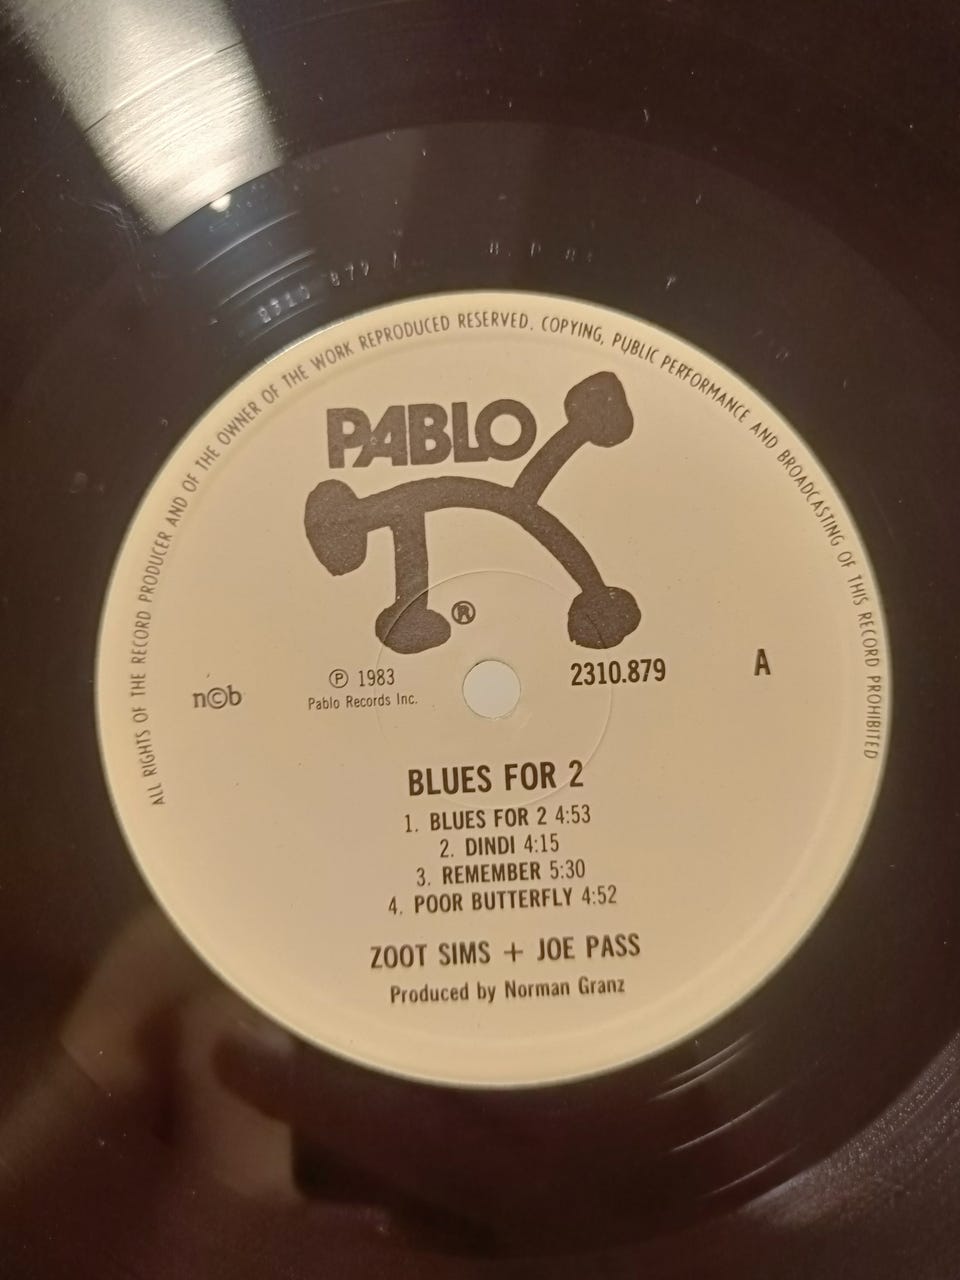 2310 879
ALL RIGHTS OF THE RECORD PRODUCER AND OF THE OWNER OF THE WORK REPRODUCED RESERVED. COPYING, PUBLIC PERFORMANCE AND BROADCASTING OF THIS RECORD PROHIBITED
PABLO
®
n©b
℗ 1983
Pablo Records Inc.
2310.879
A
BLUES FOR 2
1. BLUES FOR 2 4:53
2. DINDI 4:15
3. REMEMBER 5:30
4. POOR BUTTERFLY 4:52
ZOOT SIMS + JOE PASS
Produced by Norman Granz